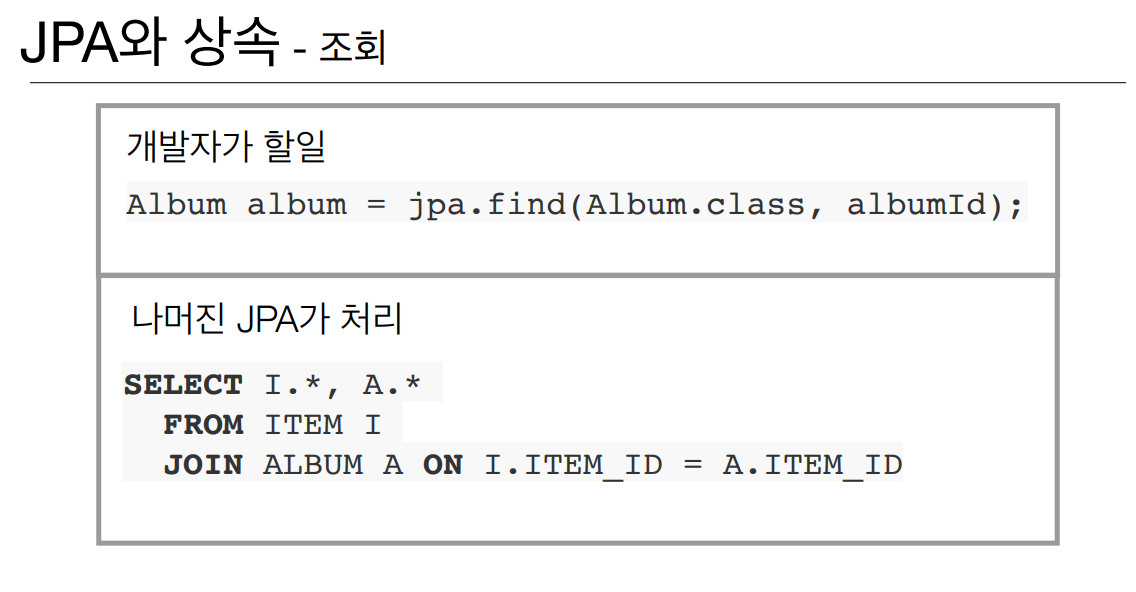 JPA와 상속 - 조회
개발자가 할일
Album album = jpa.find(Album.class, albumId);
나머진 JPA가 처리
SELECT I.*, A.*
FROM ITEM I
JOIN ALBUM A ON I.ITEM_ID = A.ITEM_ID